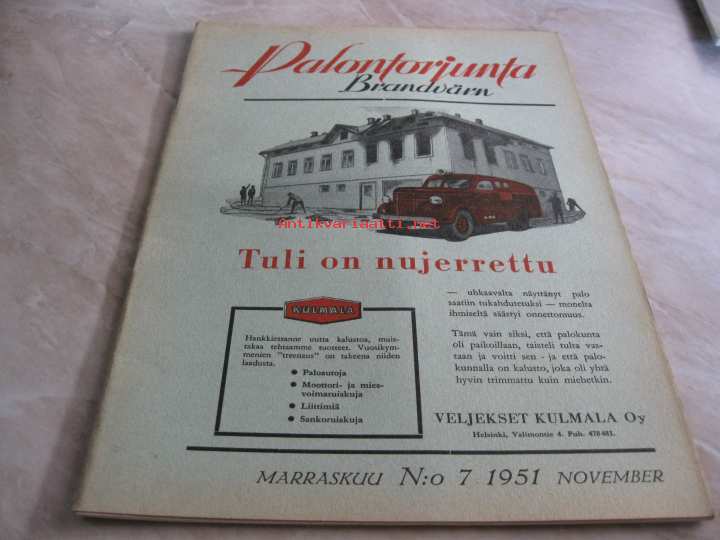 Palontorjunta
Brandvärn
Antikvariaatti.net
Tuli on nujerrettu
KULMALA
Hankkiessanne uutta kalustoa, muis-
takaa tehtaamme tuotteet. Vuosikym-
menien "treenaus" on takeena niiden
laadusta.
● Paloautoja
● Moottori- ja mies-
voimaruiskuja
● Liittimiä
● Sankoruiskuja
— uhkaavalta näyttänyt palo
saatiin tukahdutetuksi — monelta
ihmiseltä säästyi onnettomuus.
Tämä vain siksi, että palokunta
oli paikoillaan, taisteli tulta vas-
taan ja voitti sen - ja että palo-
kunnalla on kalusto, joka oli yhtä
hyvin trimmattu kuin miehetkin.
VELJEKSET KULMALA Oy
Helsinki, Valimontie 4. Puh. 478 481.
MARRASKUU N:o 7 1951 NOVEMBER